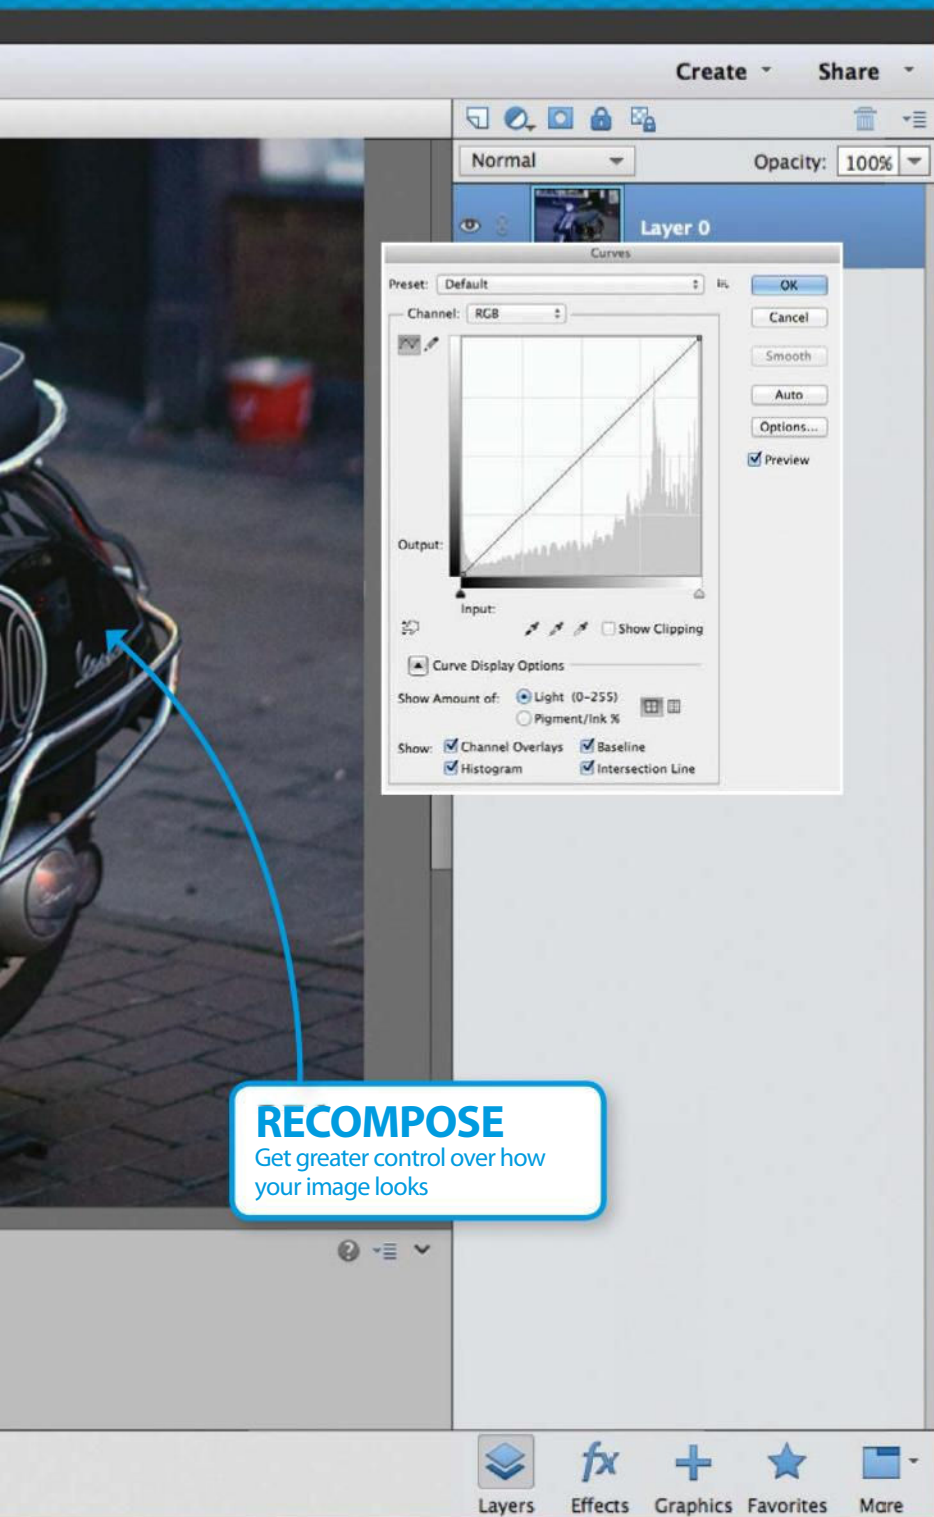 Create Share
Normal Opacity: 100%
Layer 0
Curves
Preset: Default OK
Channel: RGB Cancel
Smooth
Auto
Options...
Preview
Output:
Input:
Show Clipping
Curve Display Options
Show Amount of: Light (0-255)
Pigment/Ink %
Show: Channel Overlays Baseline
Histogram Intersection Line
RECOMPOSE
Get greater control over how
your image looks
Layers Effects Graphics Favorites More